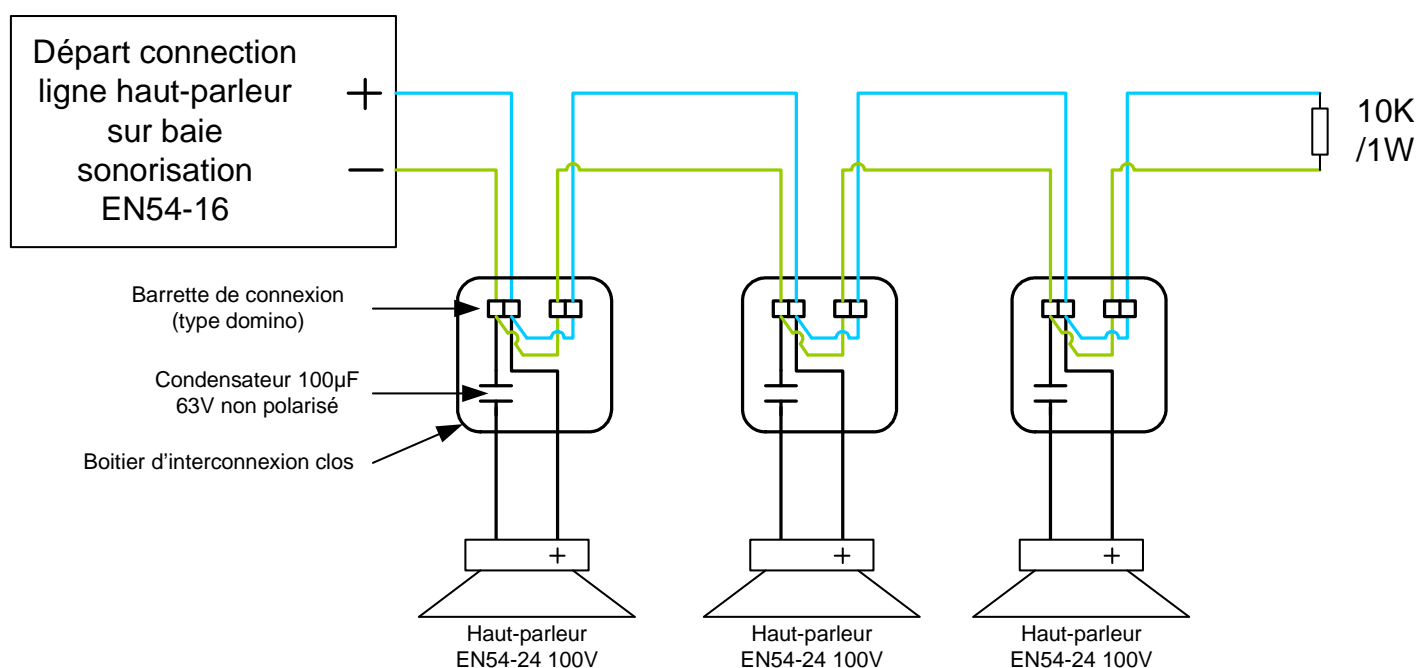 Départ connection
ligne haut-parleur
sur baie
sonorisation
EN54-16
+
−
10K
/1W
Barrette de connexion
(type domino)
Condensateur 100µF
63V non polarisé
Boitier d'interconnexion clos
+
+
+
Haut-parleur
EN54-24 100V
Haut-parleur
EN54-24 100V
Haut-parleur
EN54-24 100V